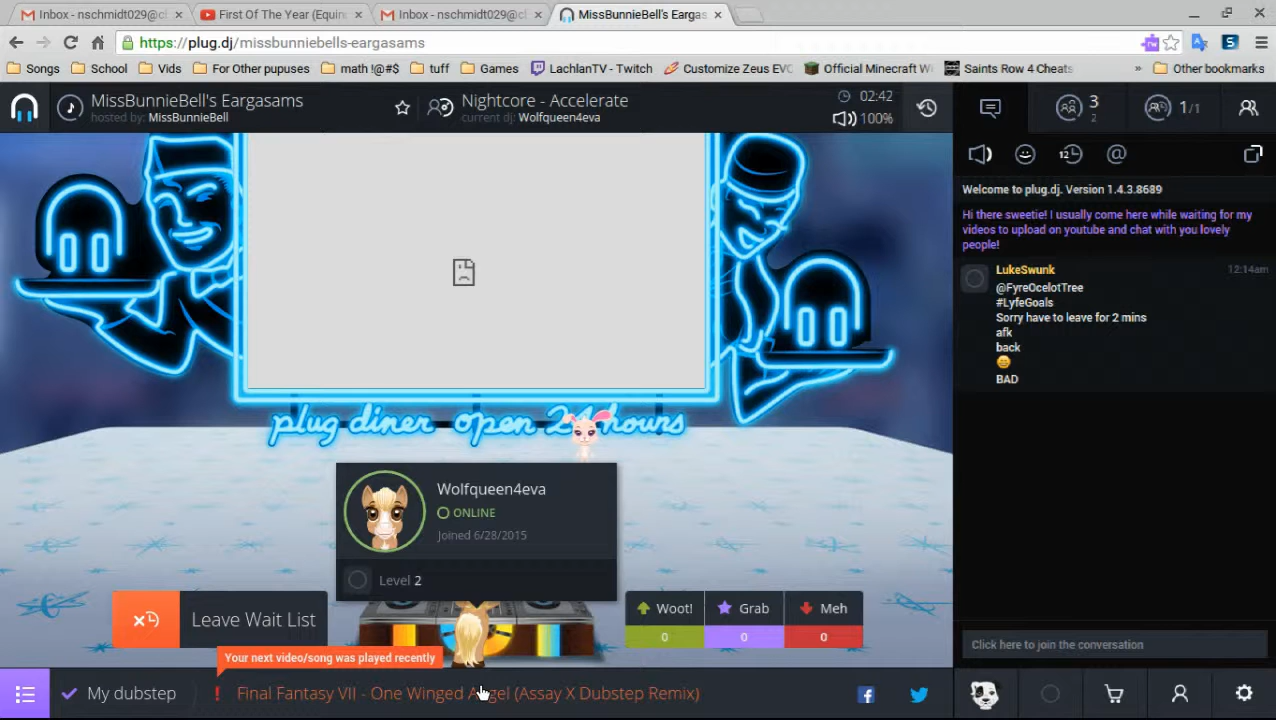 Inbox - nschmidt029@cl
First Of The Year (Equin
Inbox - nschmidt029@cl
MissBunnieBell's Eargas
https://plug.dj/missbunniebells-eargasams
Songs
School
Vids
For Other pupuses
math !@#$
tuff
Games
LachlanTV - Twitch
Customize Zeus EVO
Official Minecraft Wi
Saints Row 4 Cheats
»
Other bookmarks
MissBunnieBell's Eargasams
hosted by: MissBunnieBell
Nightcore - Accelerate
current dj: Wolfqueen4eva
02:42
100%
3
2
1/1
12
@
Welcome to plug.dj. Version 1.4.3.8689
Hi there sweetie! I usually come here while waiting for my
videos to upload on youtube and chat with you lovely
people!
LukeSwunk 12:14am
@FyreOcelotTree
#LyfeGoals
Sorry have to leave for 2 mins
afk
back
BAD
plug diner open 24 hours
Wolfqueen4eva
ONLINE
Joined 6/28/2015
Level 2
Leave Wait List
Woot!
Grab
Meh
0
0
0
Click here to join the conversation
Your next video/song was played recently
My dubstep
! Final Fantasy VII - One Winged Angel (Assay X Dubstep Remix)